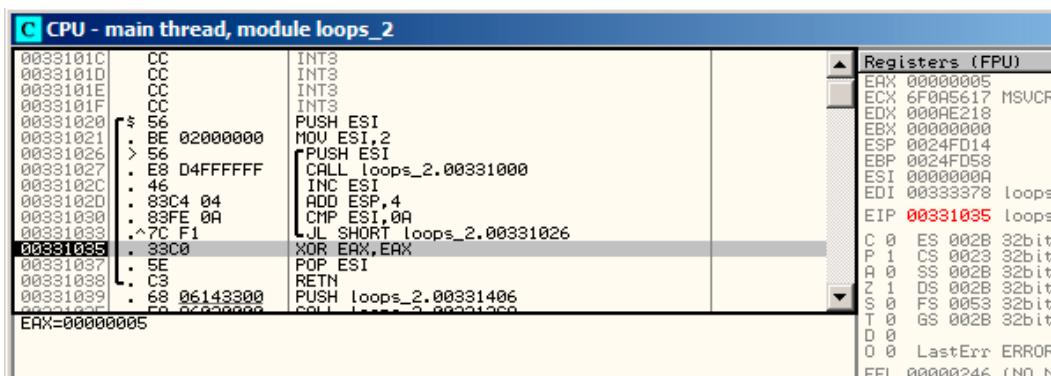 C CPU - main thread, module loops_2
0033101C CC INT3
0033101D CC INT3
0033101E CC INT3
0033101F CC INT3
00331020 $ 56 PUSH ESI
00331021 . BE 02000000 MOV ESI,2
00331026 > 56 PUSH ESI
00331027 . E8 D4FFFFFF CALL loops_2.00331000
0033102C . 46 INC ESI
0033102D . 83C4 04 ADD ESP,4
00331030 . 83FE 0A CMP ESI,0A
00331033 .^7C F1 JL SHORT loops_2.00331026
00331035 . 33C0 XOR EAX,EAX
00331037 . 5E POP ESI
00331038 . C3 RETN
00331039 . 68 06143300 PUSH loops_2.00331406
EAX=00000005
Registers (FPU)
EAX 00000005
ECX 6F0A5617 MSVCR
EDX 000AE218
EBX 00000000
ESP 0024FD14
EBP 0024FD58
ESI 0000000A
EDI 00333378 loops
EIP 00331035 loops
C 0 ES 002B 32bit
P 1 CS 0023 32bit
A 0 SS 002B 32bit
Z 1 DS 002B 32bit
S 0 FS 0053 32bit
T 0 GS 002B 32bit
D 0
O 0 LastErr ERROR
EFL 00000246 (NO,N